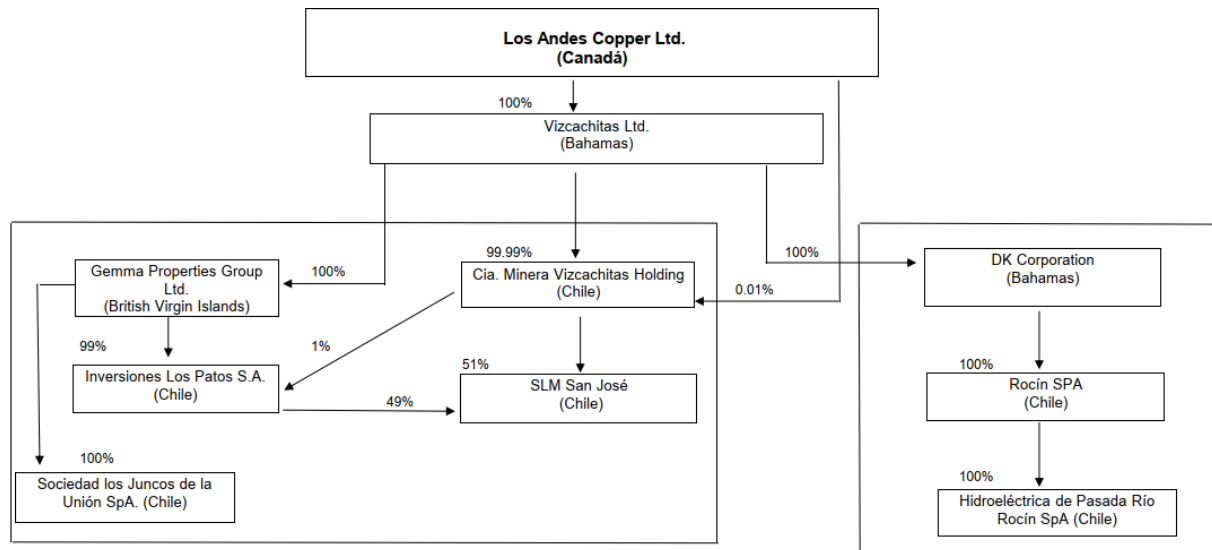 Los Andes Copper Ltd.
(Canadá)
100%
Vizcachitas Ltd.
(Bahamas)
99.99%
Gemma Properties Group
Ltd.
(British Virgin Islands)
100%
Cia. Minera Vizcachitas Holding
(Chile)
0.01%
100%
DK Corporation
(Bahamas)
99%
1%
51%
100%
Inversiones Los Patos S.A.
(Chile)
49%
SLM San José
(Chile)
Rocín SPA
(Chile)
100%
Sociedad los Juncos de la
Unión SpA. (Chile)
100%
Hidroeléctrica de Pasada Río
Rocín SpA (Chile)